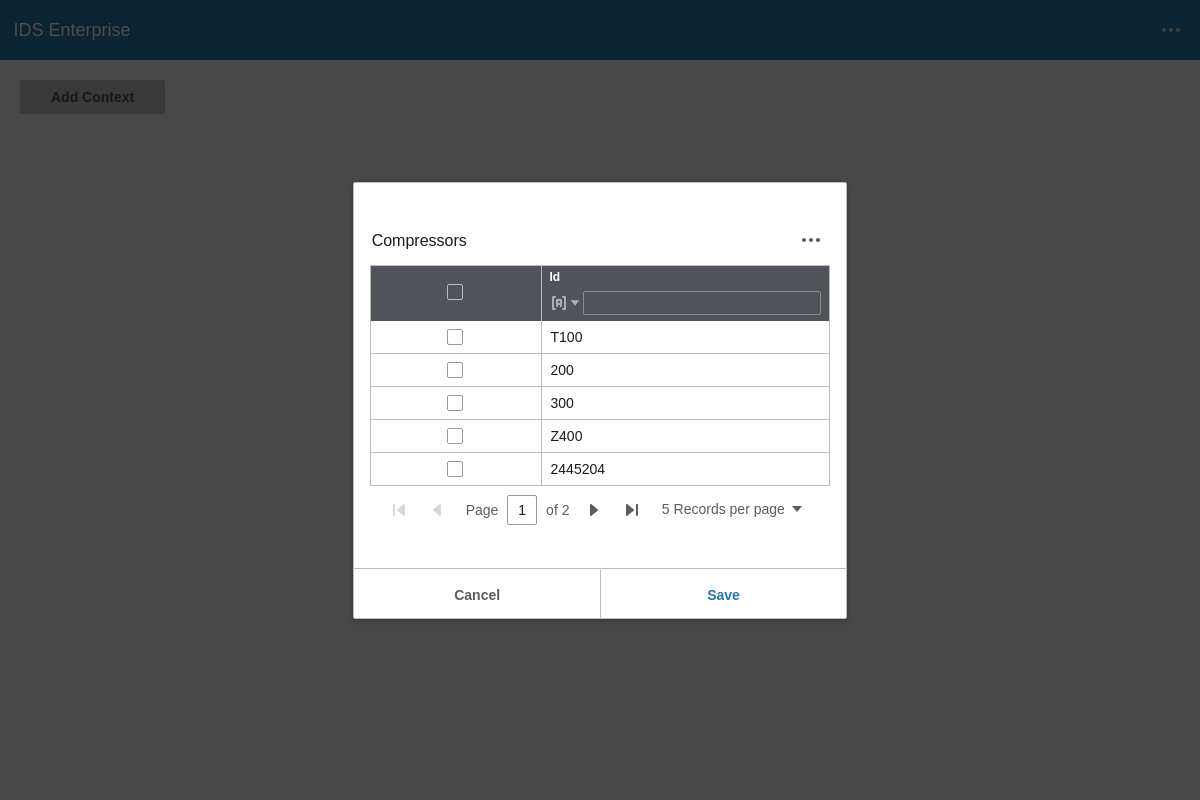 IDS Enterprise
Add Context
Compressors
Id
T100
200
300
Z400
2445204
Page 1 of 2 5 Records per page
Cancel Save